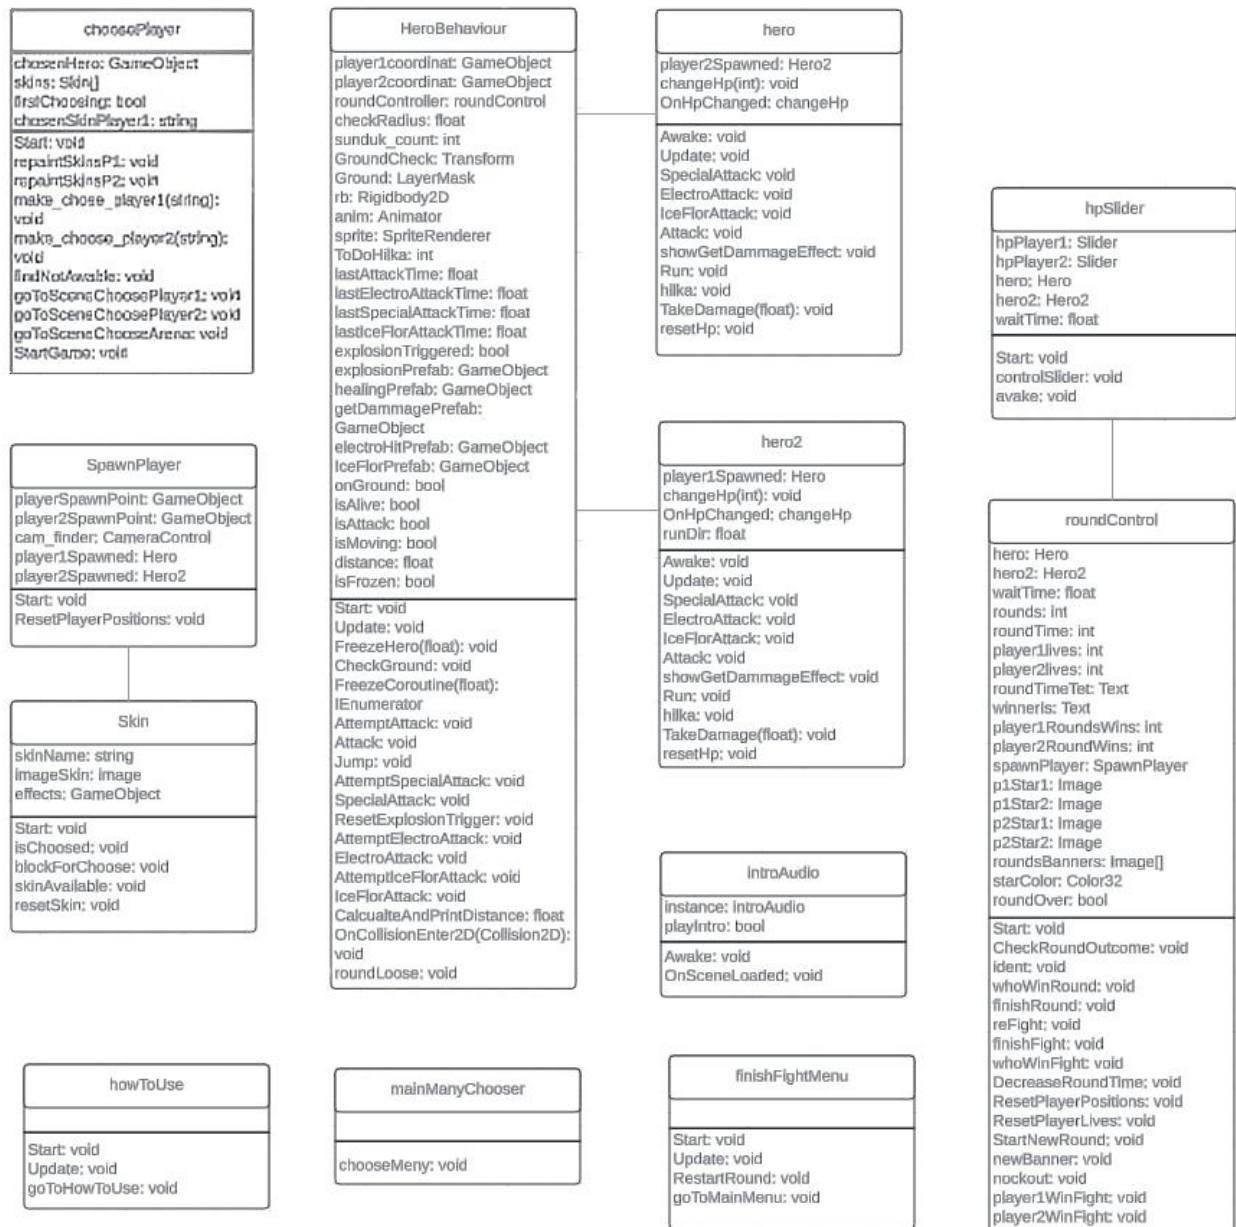 choosePlayer
chosenHero: GameObject
skins: Skin[]
firstChoosing: bool
chosenSkinPlayer1: string
Start: void
repaintSkinsP1: void
repaintSkinsP2: void
make_chose_player1(string):
void
make_choose_player2(string):
void
findNotAwable: void
goToSceneChoosePlayer1: void
goToSceneChoosePlayer2: void
goToSceneChooseArena: void
StartGame: void
SpawnPlayer
playerSpawnPoint: GameObject
player2SpawnPoint: GameObject
cam_finder: CameraControl
player1Spawned: Hero
player2Spawned: Hero2
Start: void
ResetPlayerPositions: void
Skin
skinName: string
imageSkin: image
effects: GameObject
Start: void
isChoosed: void
blockForChoose: void
skinAvailable: void
resetSkin: void
howToUse
Start: void
Update: void
goToHowToUse: void
HeroBehaviour
player1coordinat: GameObject
player2coordinat: GameObject
roundController: roundControl
checkRadius: float
sunduk_count: int
GroundCheck: Transform
Ground: LayerMask
rb: Rigidbody2D
anim: Animator
sprite: SpriteRenderer
ToDoHilka: int
lastAttackTime: float
lastElectroAttackTime: float
lastSpecialAttackTime: float
lastIceFlorAttackTime: float
explosionTriggered: bool
explosionPrefab: GameObject
healingPrefab: GameObject
getDammagePrefab:
GameObject
electroHitPrefab: GameObject
IceFlorPrefab: GameObject
onGround: bool
isAlive: bool
isAttack: bool
isMoving: bool
distance: float
isFrozen: bool
Start: void
Update: void
FreezeHero(float): void
CheckGround: void
FreezeCoroutine(float):
IEnumerator
AttemptAttack: void
Attack: void
Jump: void
AttemptSpecialAttack: void
SpecialAttack: void
ResetExplosionTrigger: void
AttemptElectroAttack: void
ElectroAttack: void
AttemptIceFlorAttack: void
IceFlorAttack: void
CalcualteAndPrintDistance: float
OnCollisionEnter2D(Collision2D):
void
roundLoose: void
mainManyChooser
chooseMeny: void
hero
player2Spawned: Hero2
changeHp(int): void
OnHpChanged: changeHp
Awake: void
Update: void
SpecialAttack: void
ElectroAttack: void
IceFlorAttack: void
Attack: void
showGetDammageEffect: void
Run: void
hilka: void
TakeDamage(float): void
resetHp: void
hero2
player1Spawned: Hero
changeHp(int): void
OnHpChanged: changeHp
runDir: float
Awake: void
Update: void
SpecialAttack: void
ElectroAttack: void
IceFlorAttack: void
Attack: void
showGetDammageEffect: void
Run: void
hilka: void
TakeDamage(float): void
resetHp: void
introAudio
instance: introAudio
playIntro: bool
Awake: void
OnSceneLoaded: void
finishFightMenu
Start: void
Update: void
RestartRound: void
goToMainMenu: void
hpSlider
hpPlayer1: Slider
hpPlayer2: Slider
hero: Hero
hero2: Hero2
waitTime: float
Start: void
controlSlider: void
avake: void
roundControl
hero: Hero
hero2: Hero2
waitTime: float
rounds: int
roundTime: int
player1lives: int
player2lives: int
roundTimeTet: Text
winnerIs: Text
player1RoundsWins: int
player2RoundWins: int
spawnPlayer: SpawnPlayer
p1Star1: Image
p1Star2: Image
p2Star1: Image
p2Star2: Image
roundsBanners: Image[]
starColor: Color32
roundOver: bool
Start: void
CheckRoundOutcome: void
ident: void
whoWinRound: void
finishRound: void
reFight: void
finishFight: void
whoWinFight: void
DecreaseRoundTime: void
ResetPlayerPositions: void
ResetPlayerLives: void
StartNewRound: void
newBanner: void
nockout: void
player1WinFight: void
player2WinFight: void